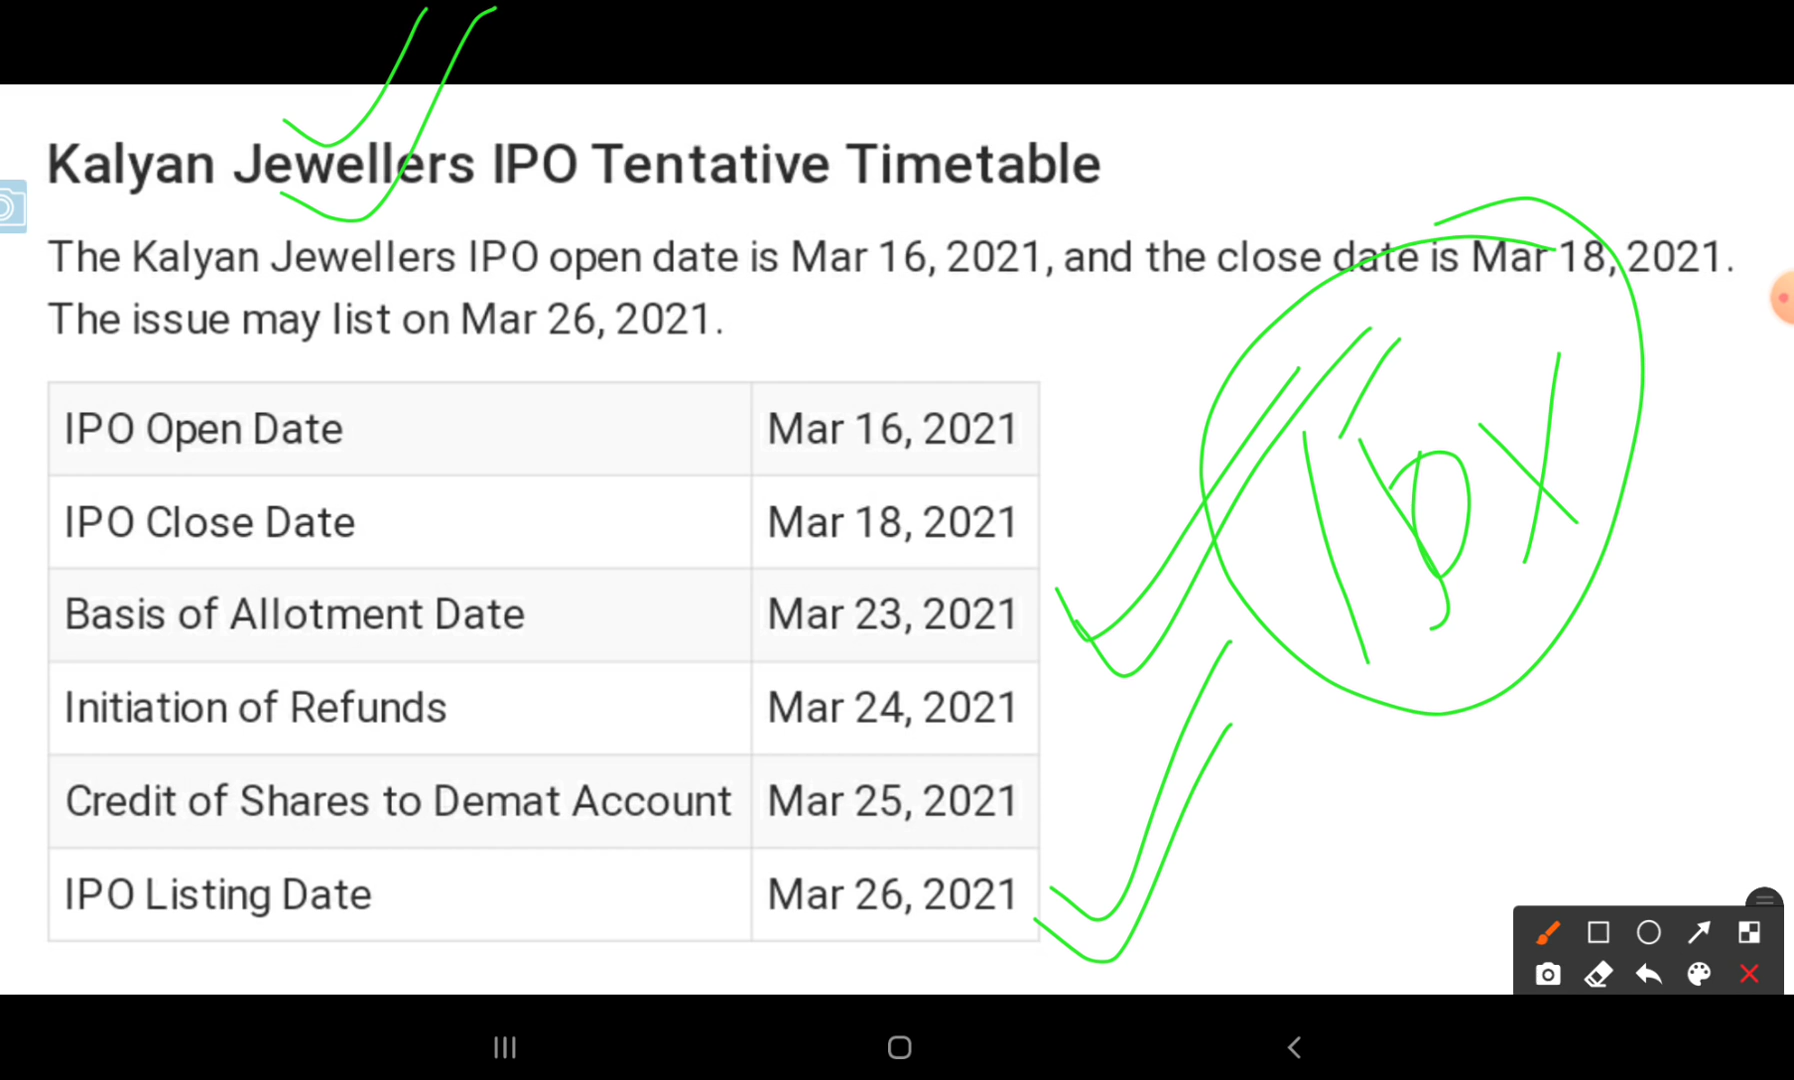 Kalyan Jewellers IPO Tentative Timetable
The Kalyan Jewellers IPO open date is Mar 16, 2021, and the close date is Mar 18, 2021.
The issue may list on Mar 26, 2021.
IPO Open Date Mar 16, 2021
IPO Close Date Mar 18, 2021
Basis of Allotment Date Mar 23, 2021
Initiation of Refunds Mar 24, 2021
Credit of Shares to Demat Account Mar 25, 2021
IPO Listing Date Mar 26, 2021